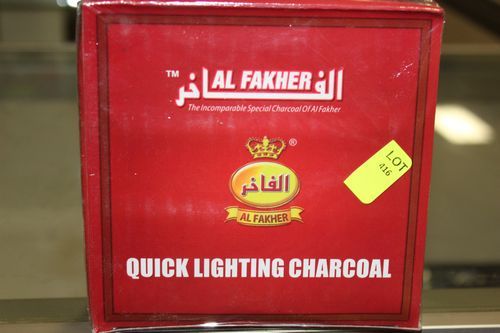 TM الفاخر AL FAKHER
The Incomparable Special Charcoal Of Al Fakher
®
الفاخر
AL FAKHER
LOT
416
QUICK LIGHTING CHARCOAL